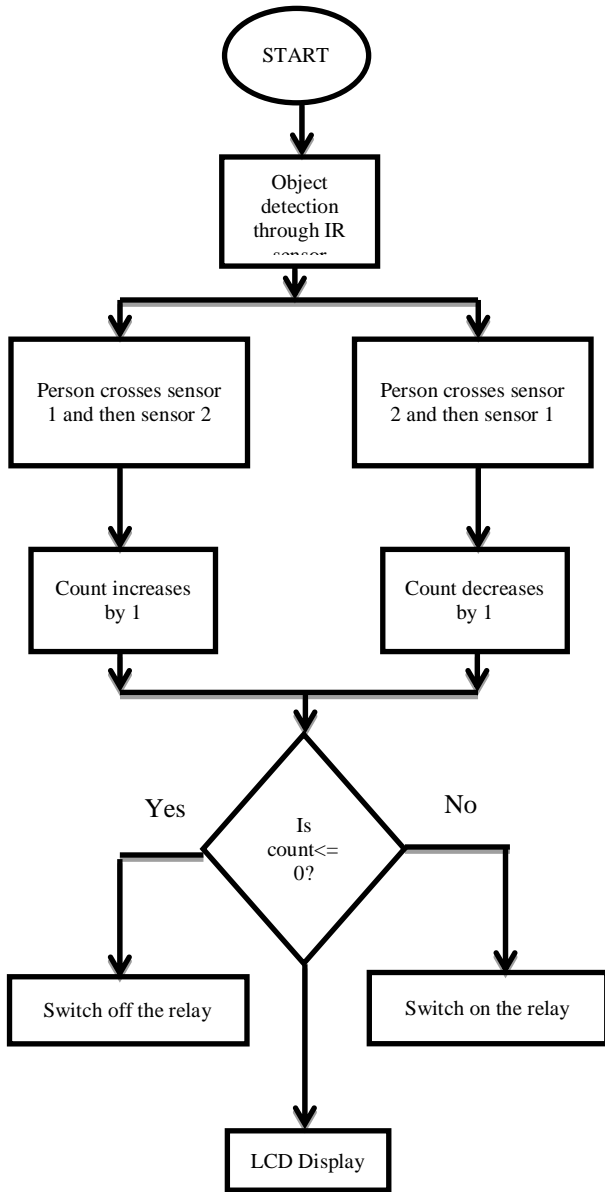 START
Object
detection
through IR
Person crosses sensor
1 and then sensor 2
Person crosses sensor
2 and then sensor 1
Count increases
by 1
Count decreases
by 1
Yes
No
Is
count<=
0?
Switch off the relay
Switch on the relay
LCD Display